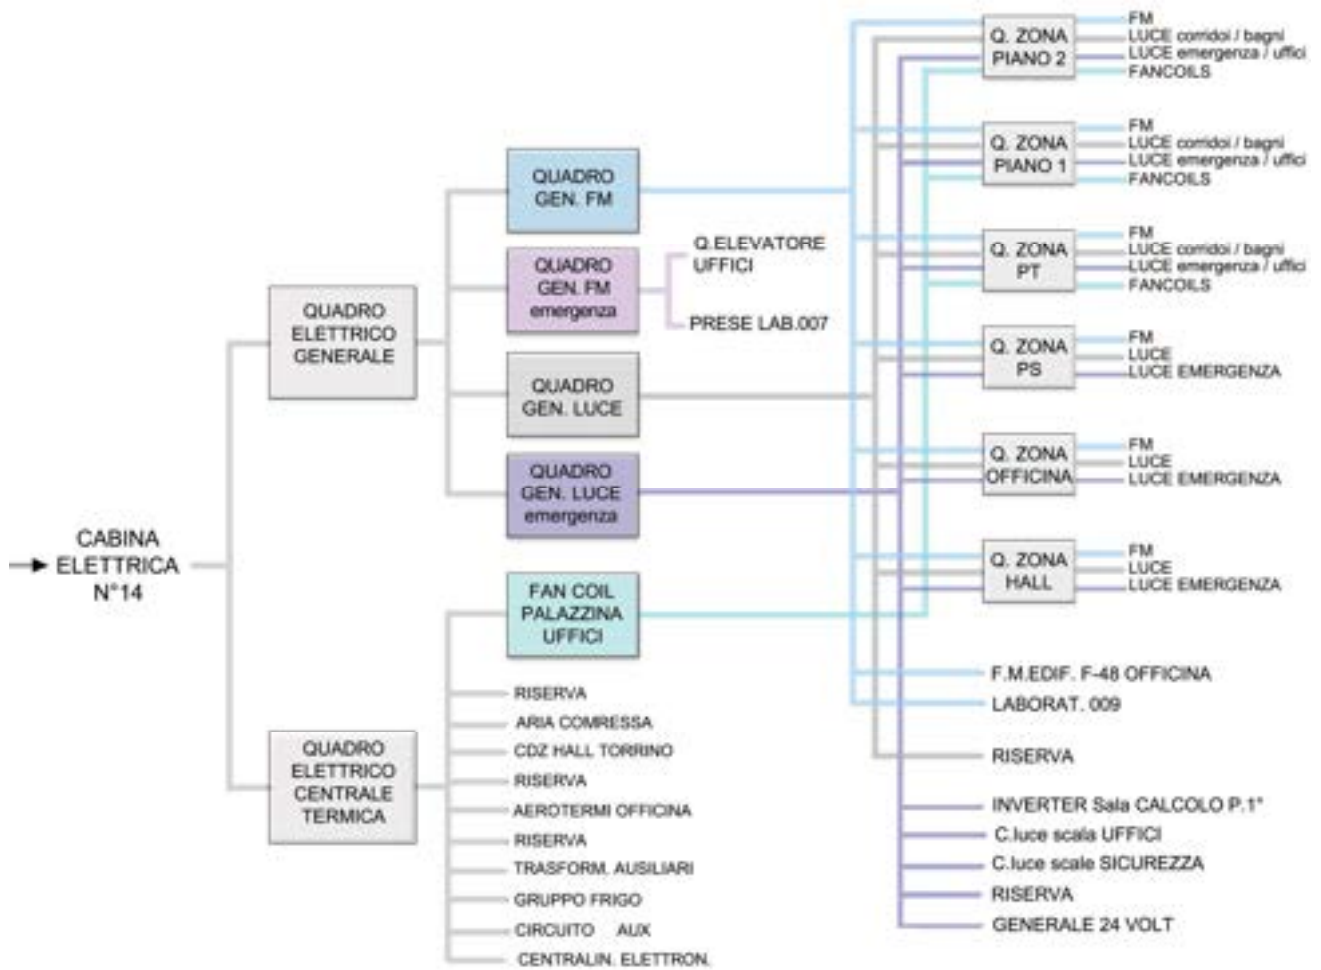 CABINA
ELETTRICA
N°14
QUADRO
ELETTRICO
GENERALE
QUADRO
ELETTRICO
CENTRALE
TERMICA
QUADRO
GEN. FM
QUADRO
GEN. FM
emergenza
Q.ELEVATORE
UFFICI
PRESE LAB.007
QUADRO
GEN. LUCE
QUADRO
GEN. LUCE
emergenza
FAN COIL
PALAZZINA
UFFICI
RISERVA
ARIA COMRESSA
CDZ HALL TORRINO
RISERVA
AEROTERMI OFFICINA
RISERVA
TRASFORM. AUSILIARI
GRUPPO FRIGO
CIRCUITO AUX
CENTRALIN. ELETTRON.
Q. ZONA
PIANO 2
FM
LUCE corridoi / bagni
LUCE emergenza / uffici
FANCOILS
Q. ZONA
PIANO 1
FM
LUCE corridoi / bagni
LUCE emergenza / uffici
FANCOILS
Q. ZONA
PT
FM
LUCE corridoi / bagni
LUCE emergenza / uffici
FANCOILS
Q. ZONA
PS
FM
LUCE
LUCE EMERGENZA
Q. ZONA
OFFICINA
FM
LUCE
LUCE EMERGENZA
Q. ZONA
HALL
FM
LUCE
LUCE EMERGENZA
F.M.EDIF. F-48 OFFICINA
LABORAT. 009
RISERVA
INVERTER Sala CALCOLO P.1°
C.luce scala UFFICI
C.luce scale SICUREZZA
RISERVA
GENERALE 24 VOLT